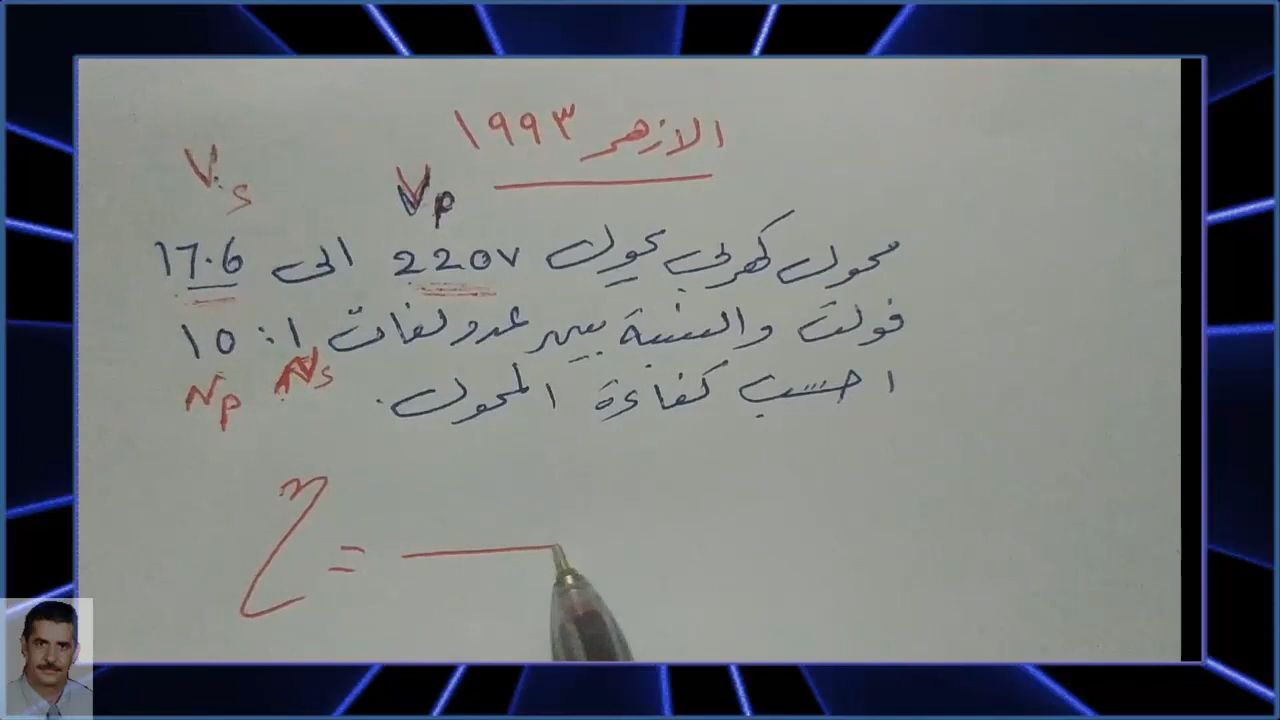 الازهر ١٩٩٣
Vs Vp
محول كهربي يحول 220V الى 17.6
فولت والنسبة بين عدد لفات 10:1
Np Ns
احسب كفاءة المحول.
η =